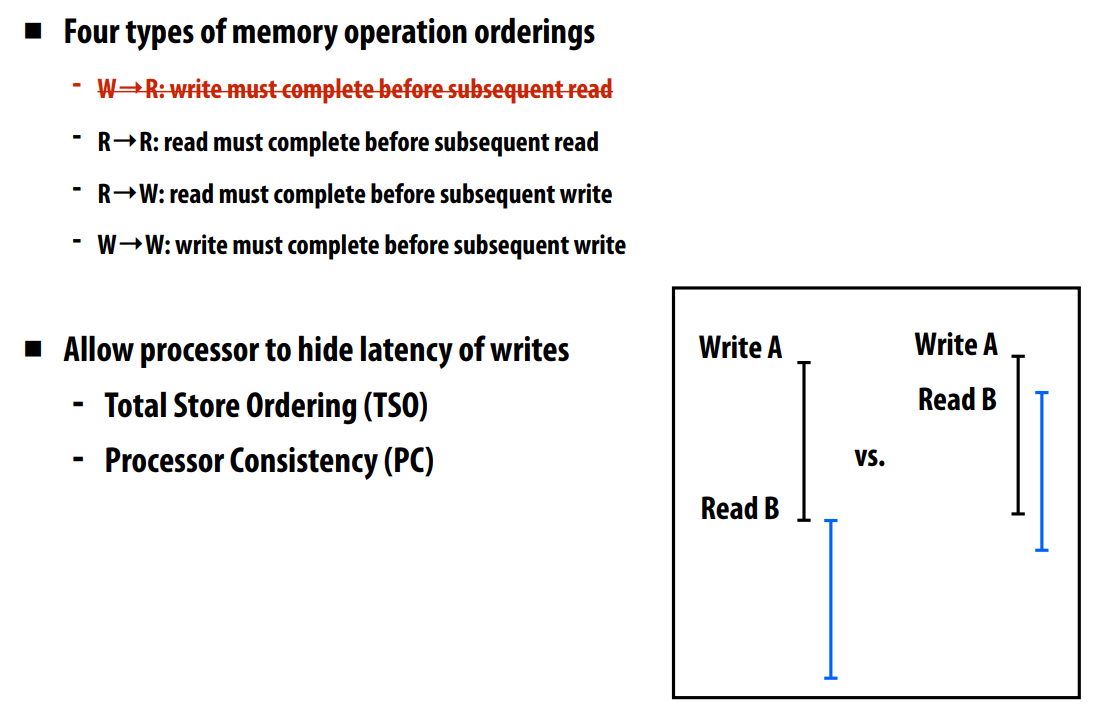 Four types of memory operation orderings
- W→R: write must complete before subsequent read
- R→R: read must complete before subsequent read
- R→W: read must complete before subsequent write
- W→W: write must complete before subsequent write
Allow processor to hide latency of writes
- Total Store Ordering (TSO)
- Processor Consistency (PC)
Write A
Read B
vs.
Write A
Read B